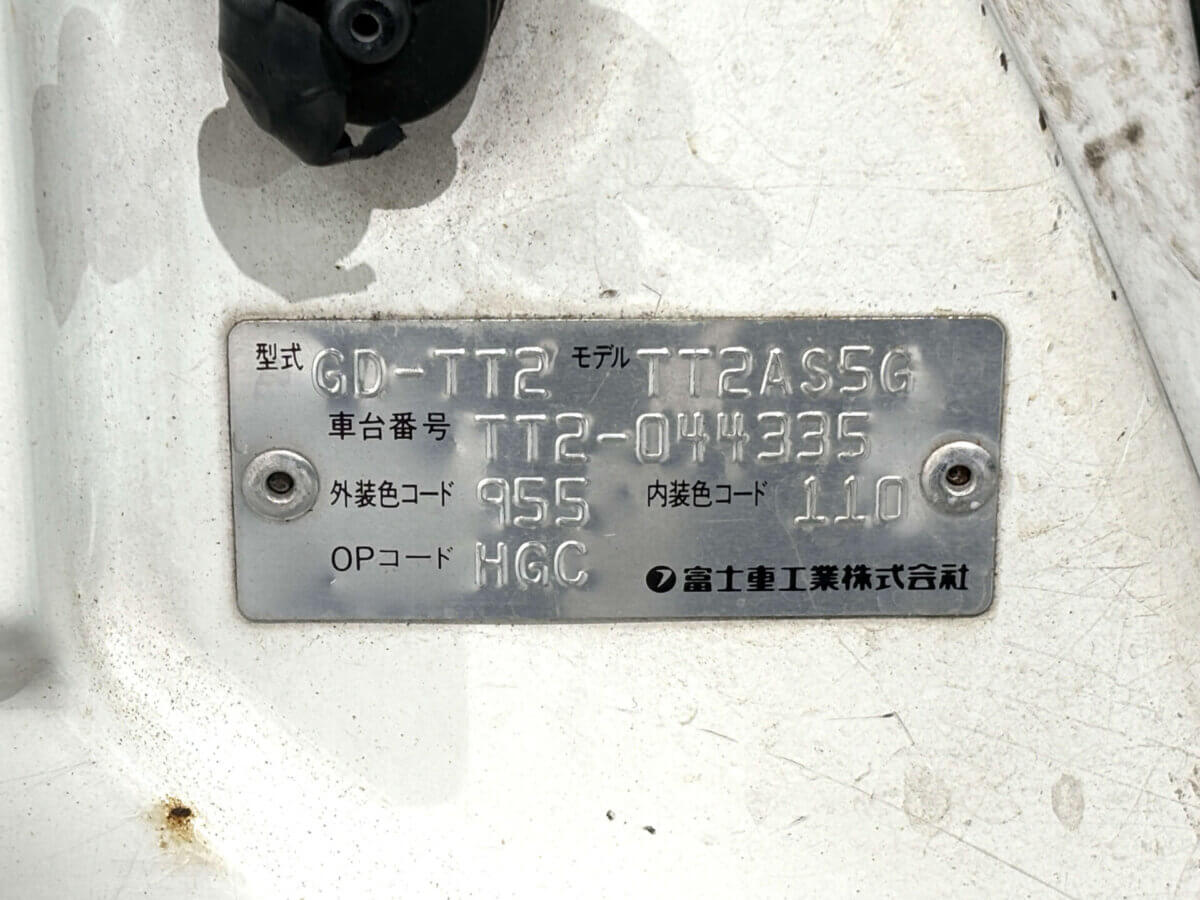 型式 GD-TT2 モデル TT2AS5G
車台番号 TT2-044335
外装色コード 955 内装色コード 110
OPコード HGC
富士重工業株式会社